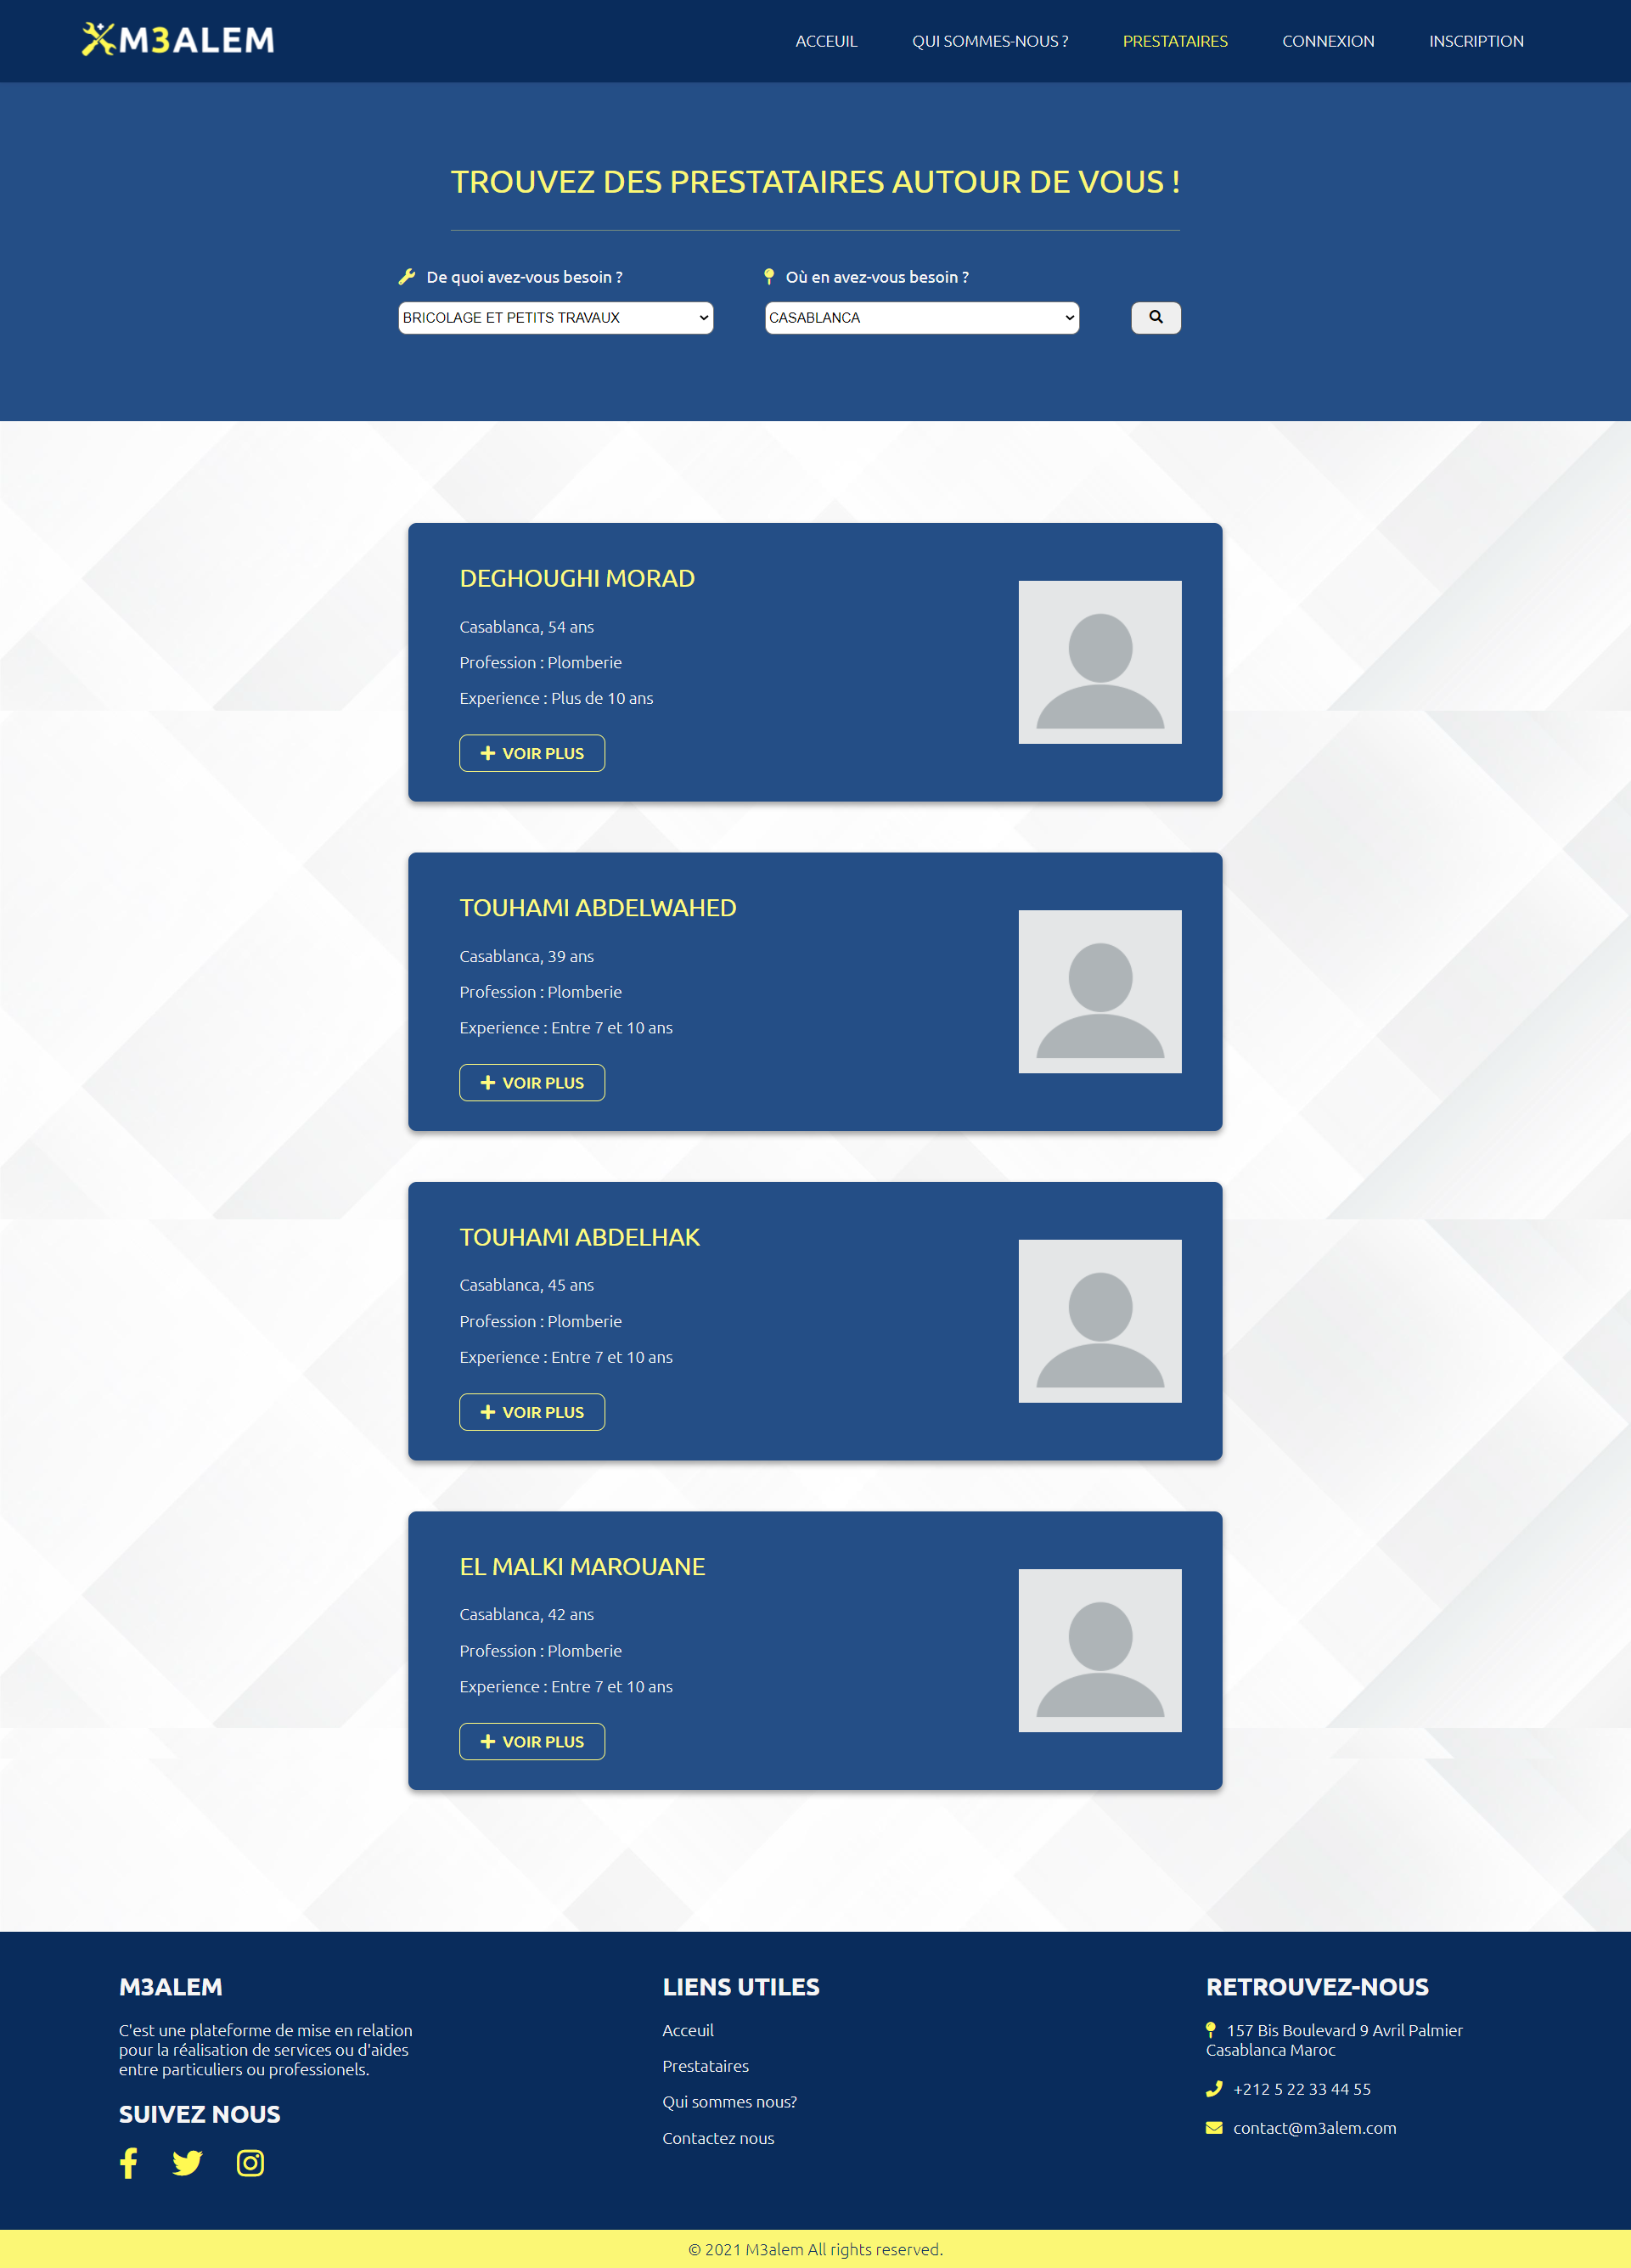 M3ALEM
ACCEUIL
QUI SOMMES-NOUS ?
PRESTATAIRES
CONNEXION
INSCRIPTION
TROUVEZ DES PRESTATAIRES AUTOUR DE VOUS !
De quoi avez-vous besoin ?
Où en avez-vous besoin ?
BRICOLAGE ET PETITS TRAVAUX
CASABLANCA
DEGHOUGHI MORAD
Casablanca, 54 ans
Profession : Plomberie
Experience : Plus de 10 ans
VOIR PLUS
TOUHAMI ABDELWAHED
Casablanca, 39 ans
Profession : Plomberie
Experience : Entre 7 et 10 ans
VOIR PLUS
TOUHAMI ABDELHAK
Casablanca, 45 ans
Profession : Plomberie
Experience : Entre 7 et 10 ans
VOIR PLUS
EL MALKI MAROUANE
Casablanca, 42 ans
Profession : Plomberie
Experience : Entre 7 et 10 ans
VOIR PLUS
M3ALEM
C'est une plateforme de mise en relation
pour la réalisation de services ou d'aides
entre particuliers ou professionels.
SUIVEZ NOUS
LIENS UTILES
Acceuil
Prestataires
Qui sommes nous?
Contactez nous
RETROUVEZ-NOUS
157 Bis Boulevard 9 Avril Palmier
Casablanca Maroc
+212 5 22 33 44 55
contact@m3alem.com
© 2021 M3alem All rights reserved.